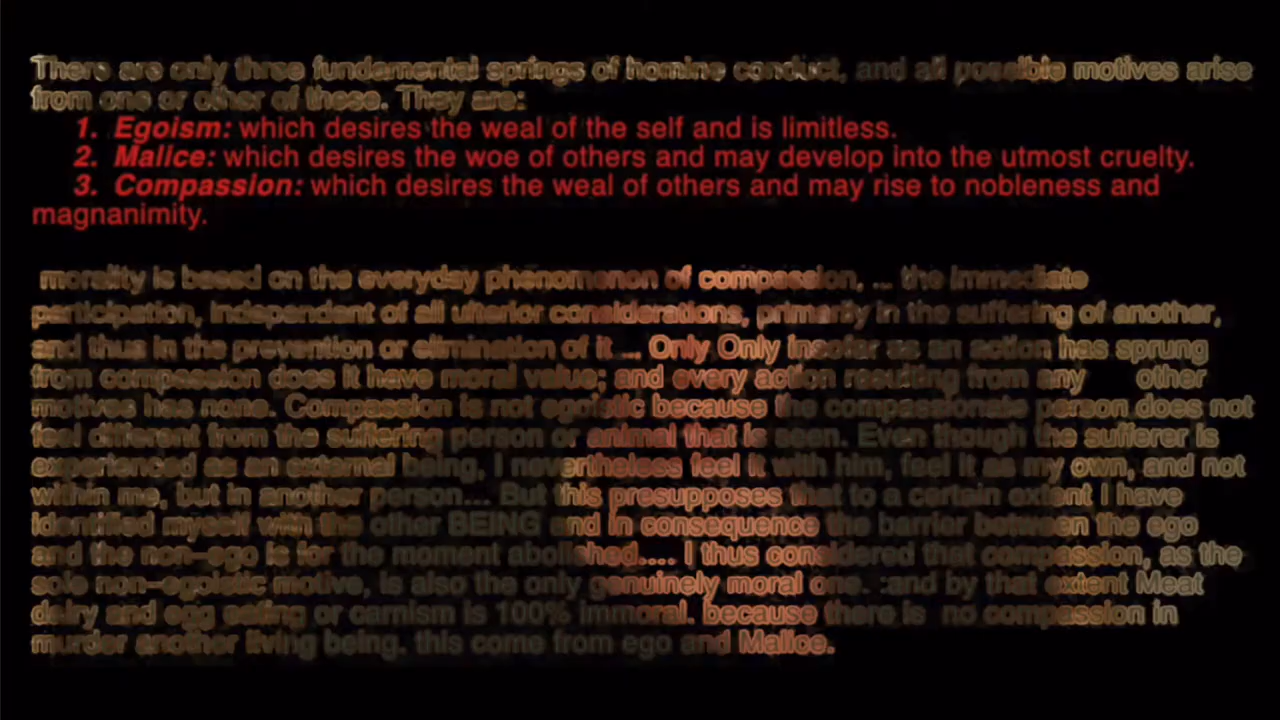 There are only three fundamental springs of homine conduct, and all possible motives arise
from one or other of these. They are:
1. Egoism: which desires the weal of the self and is limitless.
2. Malice: which desires the woe of others and may develop into the utmost cruelty.
3. Compassion: which desires the weal of others and may rise to nobleness and
magnanimity.
morality is based on the everyday phenomonon of compassion, ... the immediate
participation, independent of all ulterior considerations, primarily in the suffering of another,
and thus in the prevention or elimination of it ... Only Only insofar as an action has sprung
from compassion does it have moral value; and every action resulting from any other
motives has none. Compassion is not egoistic because the compassionate person does not
feel different from the suffering person or animal that is seen. Even though the sufferer is
experienced as an external being, I nevertheless feel it with him, feel it as my own, and not
within me, but in another person.... But this presupposes that to a certain extent I have
identified myself with the other BEING and in consequence the barrier between the ego
and the non-ego is for the moment abolished.... I thus considered that compassion, as the
sole non-egoistic motive, is also the only genuinely moral one. :and by that extent Meat
dairy and egg eating or carnism is 100% immoral. because there is no compassion in
murder another living being. this come from ego and Malice.